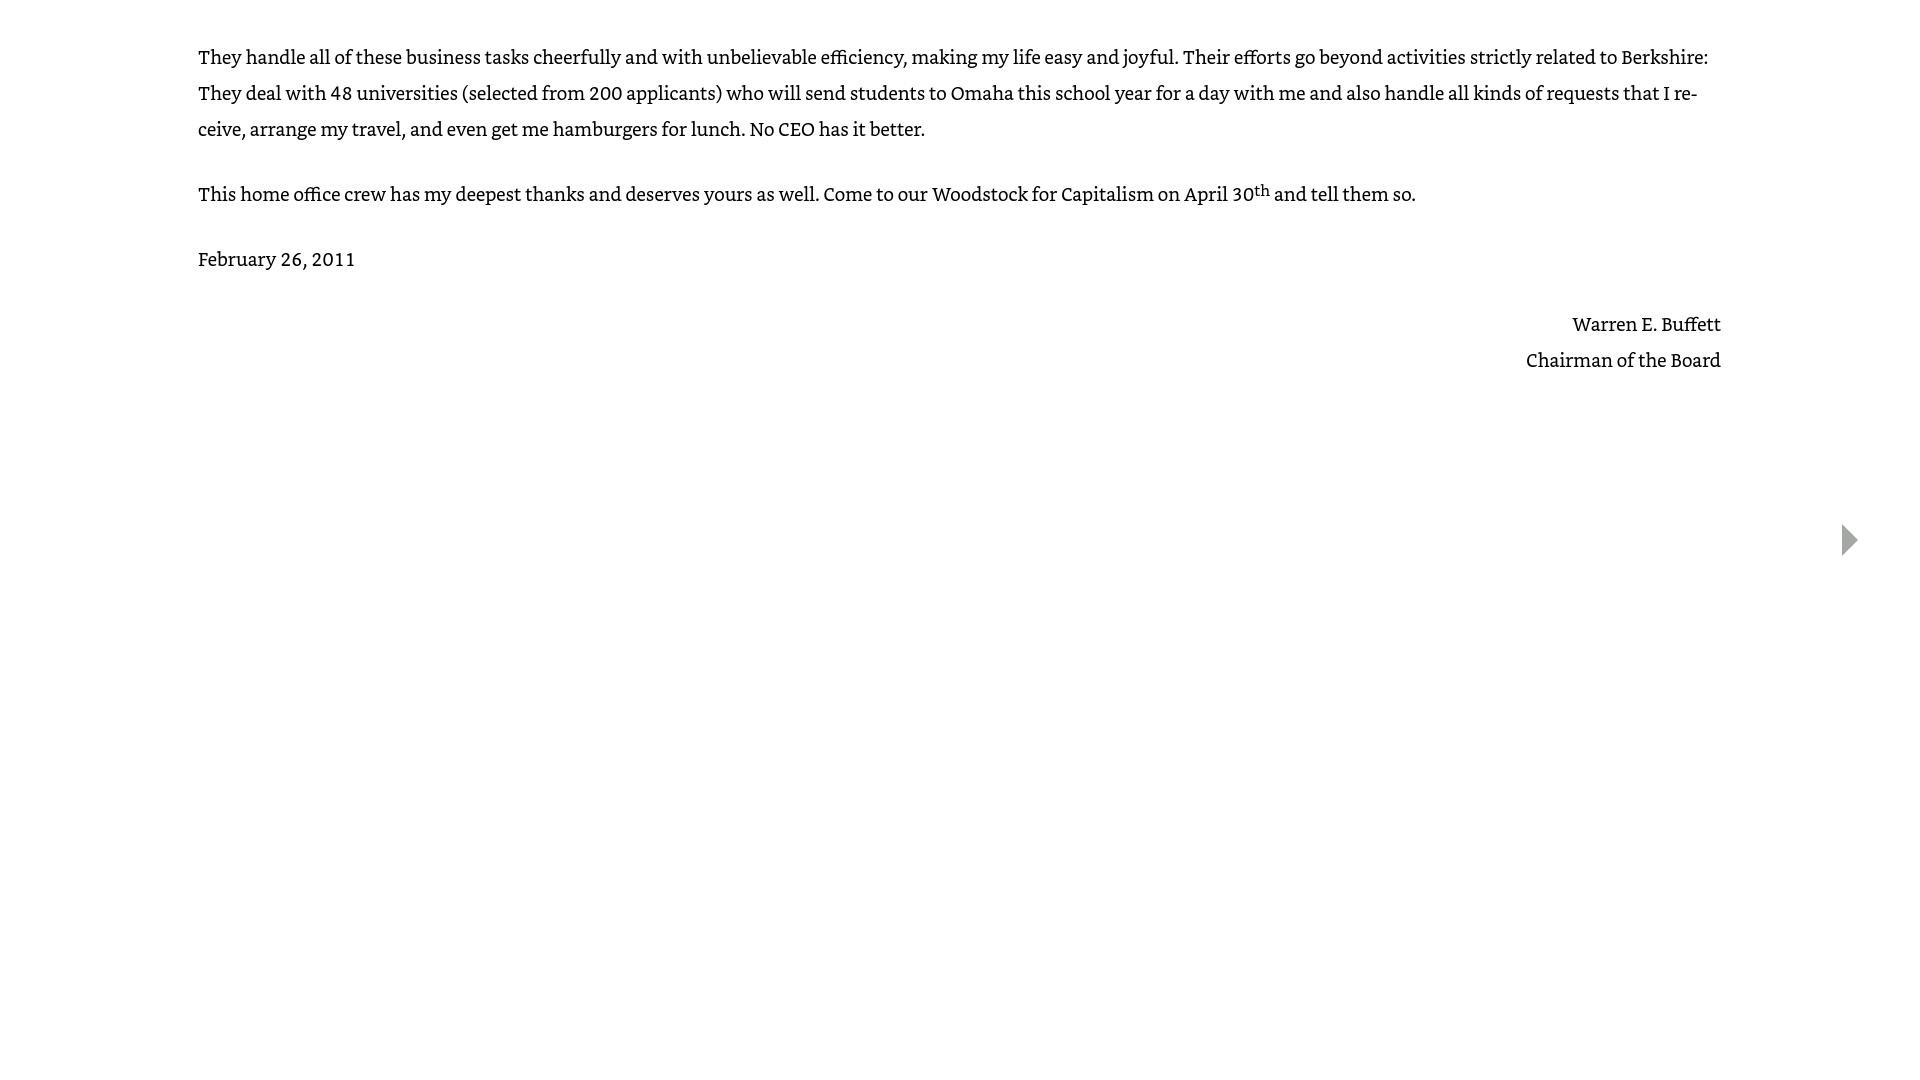 They handle all of these business tasks cheerfully and with unbelievable efficiency, making my life easy and joyful. Their efforts go beyond activities strictly related to Berkshire:
They deal with 48 universities (selected from 200 applicants) who will send students to Omaha this school year for a day with me and also handle all kinds of requests that I re-
ceive, arrange my travel, and even get me hamburgers for lunch. No CEO has it better.
This home office crew has my deepest thanks and deserves yours as well. Come to our Woodstock for Capitalism on April 30th and tell them so.
February 26, 2011
Warren E. Buffett
Chairman of the Board